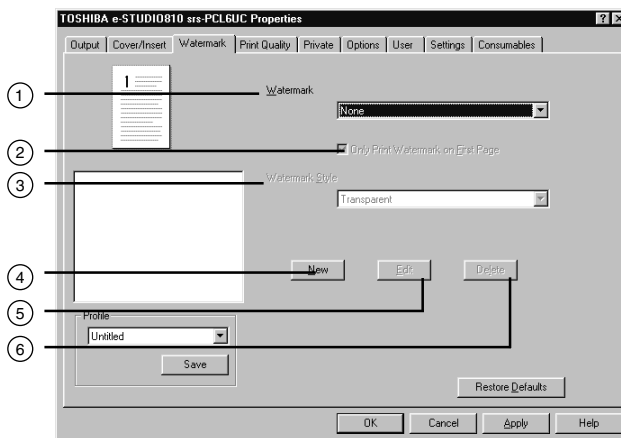 TOSHIBA e-STUDIO810 srs-PCL6UC Properties
Output Cover/Insert Watermark Print Quality Private Options User Settings Consumables
1
1
Watermark
None
2
Only Print Watermark on First Page
3
Watermark Style
Transparent
4
New
Edit
Delete
5
Profile
6
Untitled
Save
Restore Defaults
OK
Cancel
Apply
Help